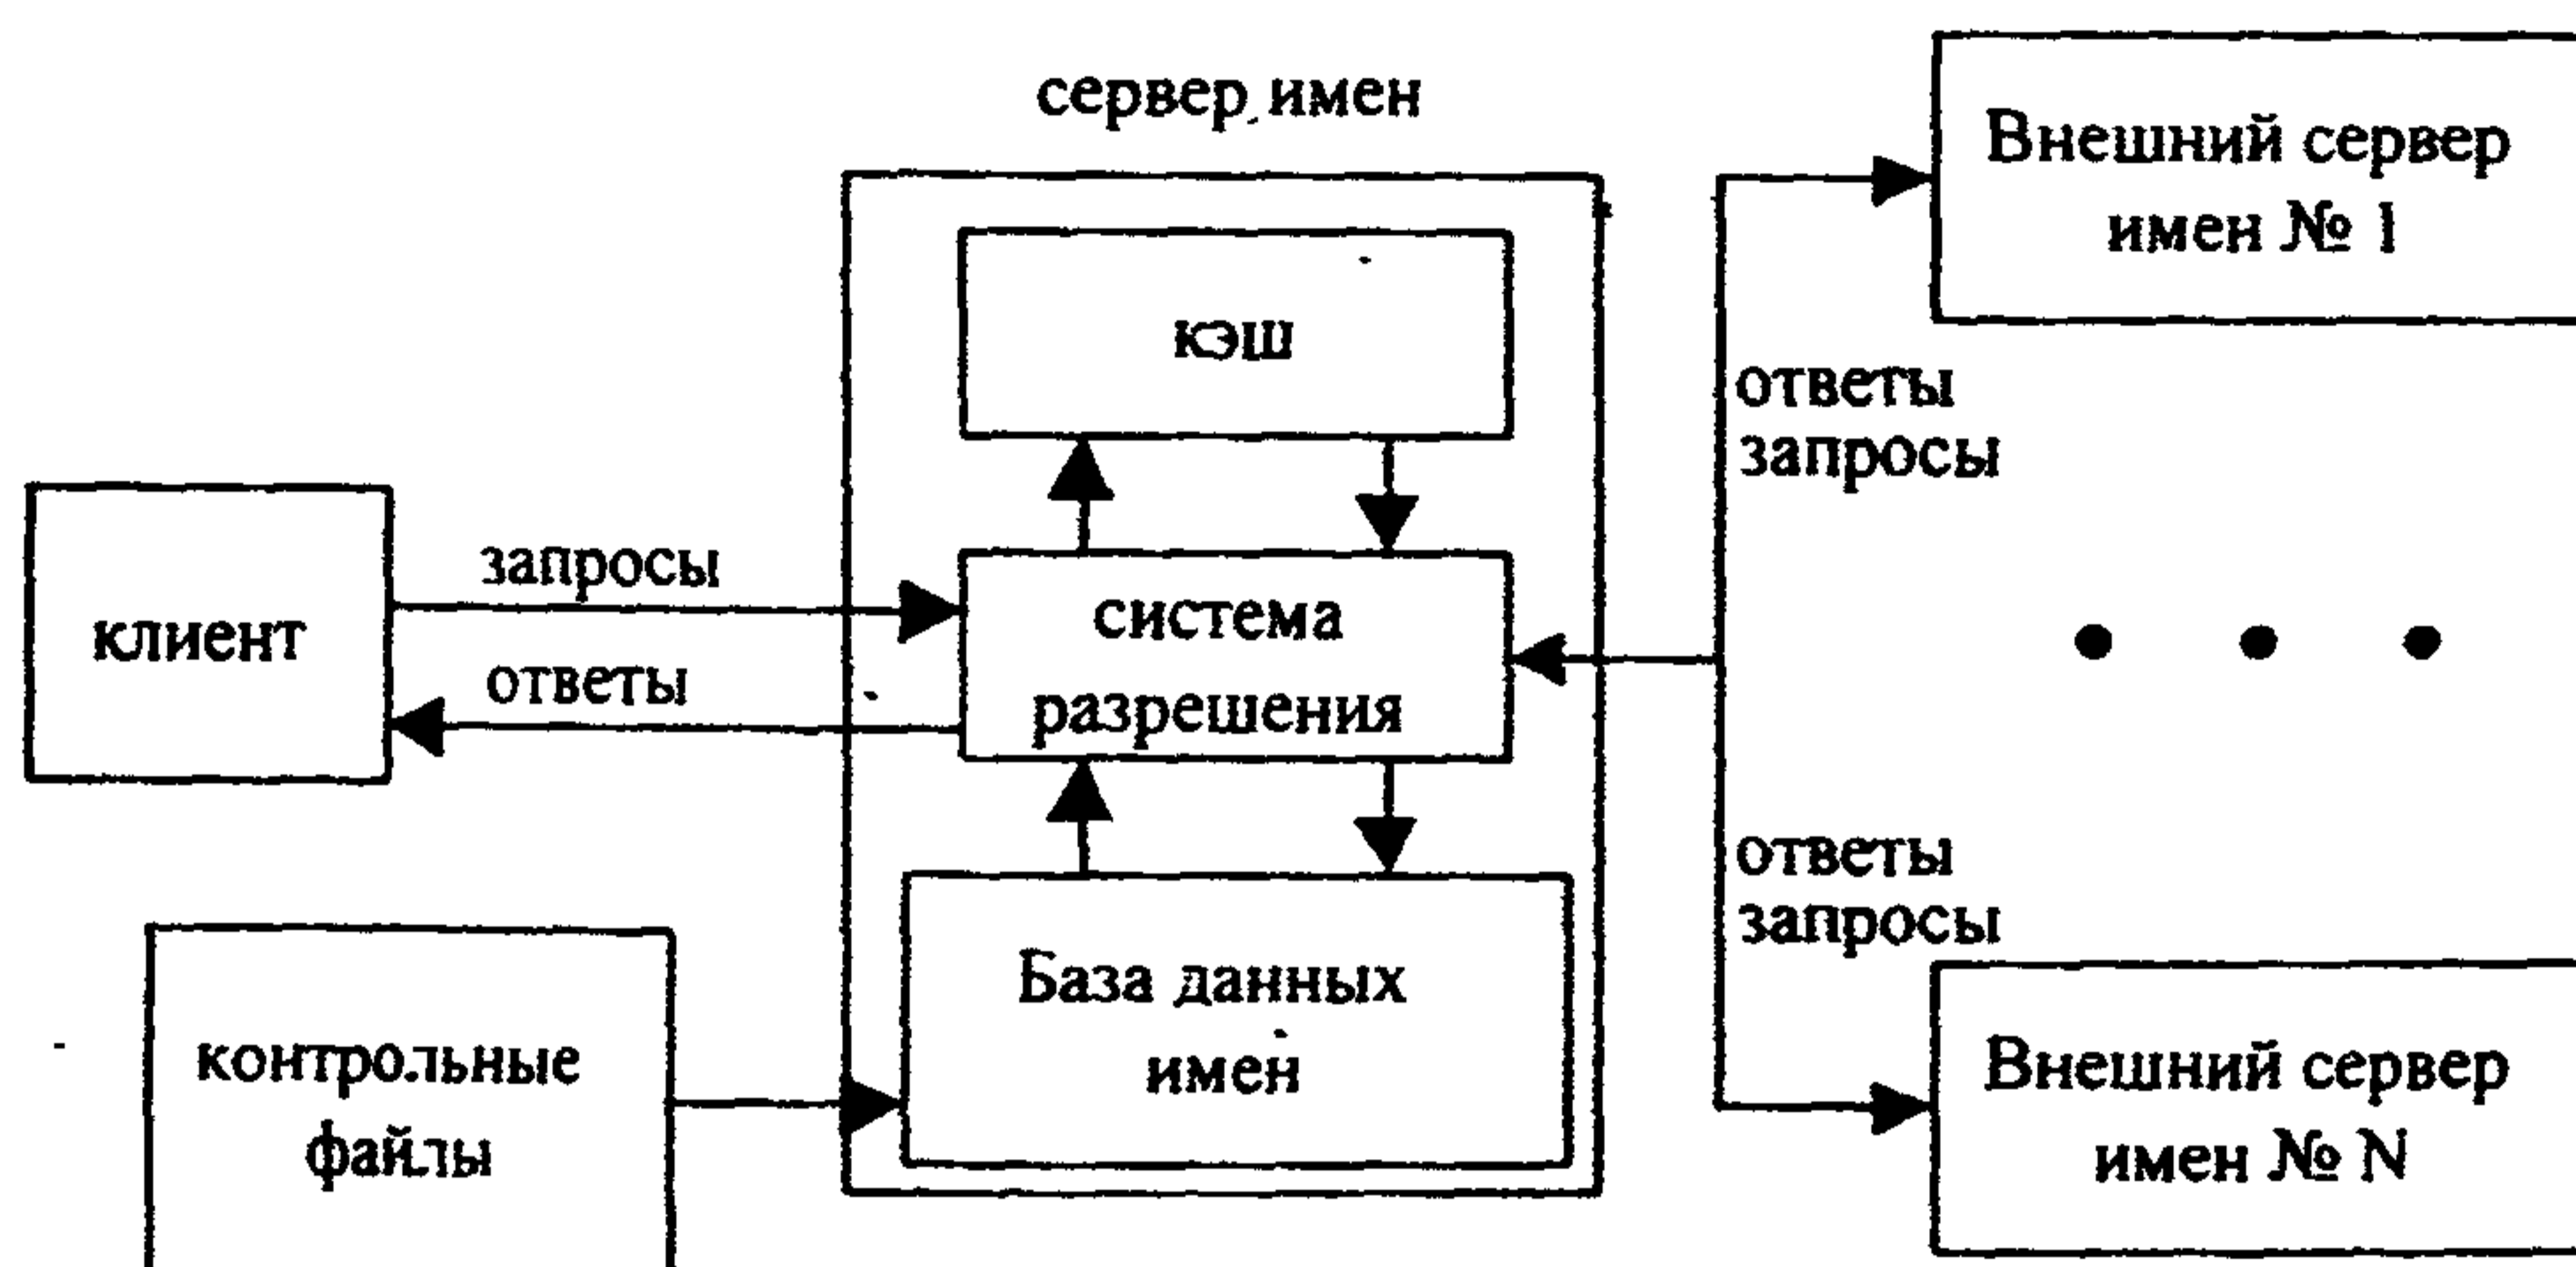 сервер имен
Внешний сервер
имен № 1
кэш
ответы
запросы
клиент
запросы
ответы
система
разрешения
ответы
запросы
База данных
имен
контрольные
файлы
Внешний сервер
имен № N